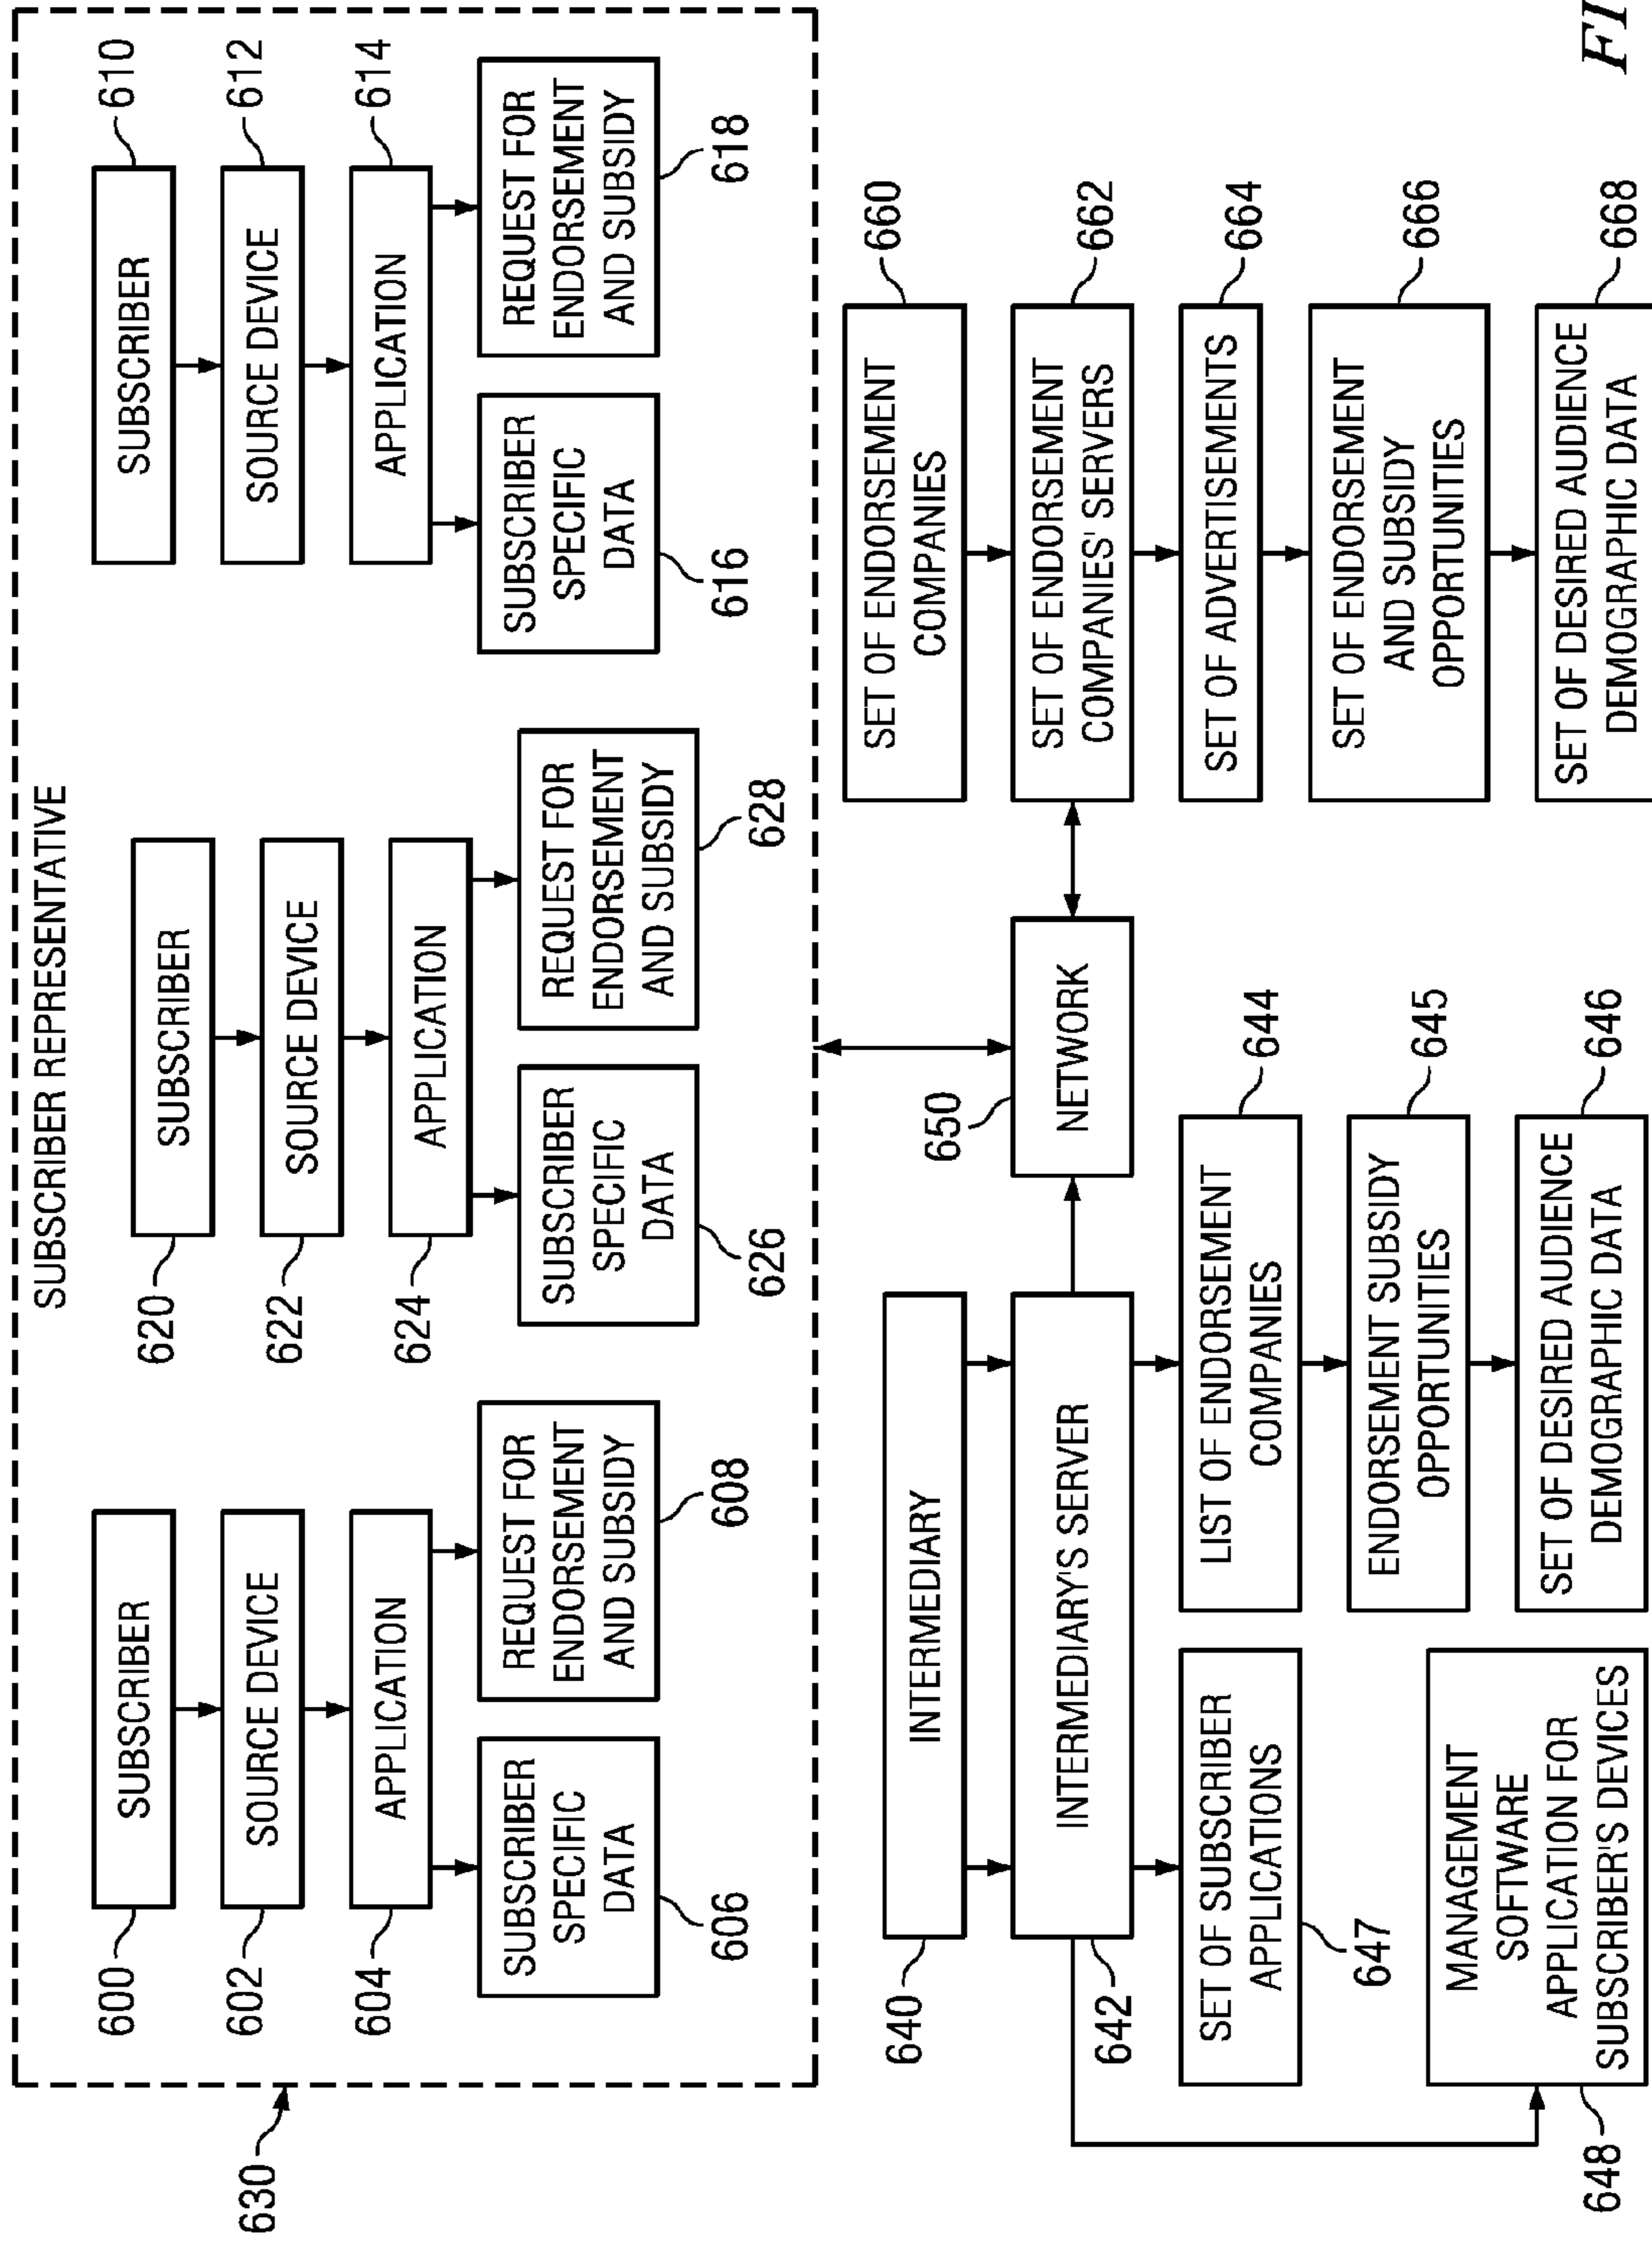 SUBSCRIBER REPRESENTATIVE
630
600
SUBSCRIBER
602
SOURCE DEVICE
604
APPLICATION
SUBSCRIBER
SPECIFIC
DATA
606
REQUEST FOR
ENDORSEMENT
AND SUBSIDY
608
620
SUBSCRIBER
622
SOURCE DEVICE
624
APPLICATION
SUBSCRIBER
SPECIFIC
DATA
626
REQUEST FOR
ENDORSEMENT
AND SUBSIDY
628
SUBSCRIBER
610
SOURCE DEVICE
612
APPLICATION
614
SUBSCRIBER
SPECIFIC
DATA
616
REQUEST FOR
ENDORSEMENT
AND SUBSIDY
618
640
INTERMEDIARY
642
INTERMEDIARY'S SERVER
SET OF SUBSCRIBER
APPLICATIONS
647
MANAGEMENT
SOFTWARE
APPLICATION FOR
SUBSCRIBER'S DEVICES
648
LIST OF ENDORSEMENT
COMPANIES
644
ENDORSEMENT SUBSIDY
OPPORTUNITIES
645
SET OF DESIRED AUDIENCE
DEMOGRAPHIC DATA
646
650
NETWORK
SET OF ENDORSEMENT
COMPANIES
660
SET OF ENDORSEMENT
COMPANIES' SERVERS
662
SET OF ADVERTISEMENTS
664
SET OF ENDORSEMENT
AND SUBSIDY
OPPORTUNITIES
666
SET OF DESIRED AUDIENCE
DEMOGRAPHIC DATA
668
FI